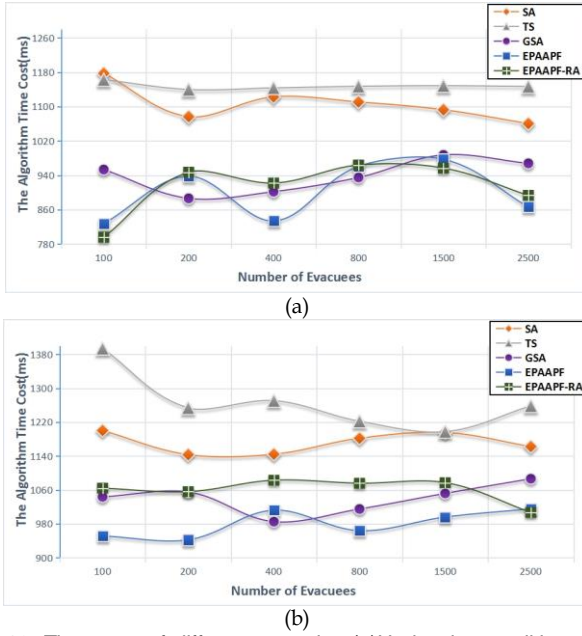 SA
TS
GSA
EPAAPF
EPAAPF-RA
The Algorithm Time Cost(ms)
1260
1180
1100
1020
940
860
780
100 200 400 800 1500 2500
Number of Evacuees
(a)
SA
TS
GSA
EPAAPF
EPAAPF-RA
The Algorithm Time Cost(ms)
1380
1300
1220
1140
1060
980
900
100 200 400 800 1500 2500
Number of Evacuees
(b)